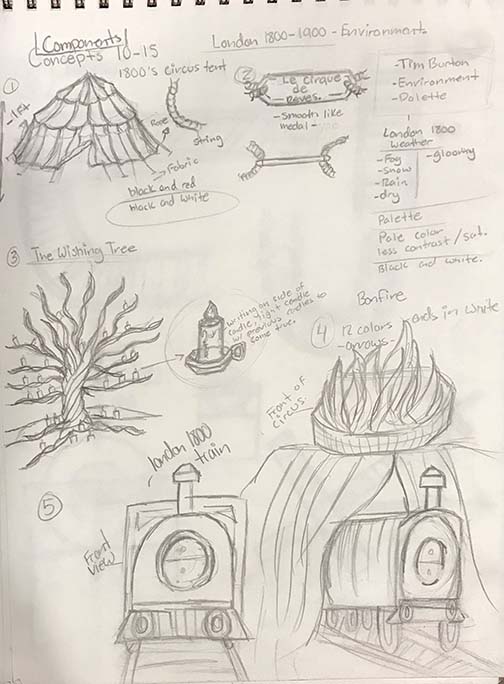 Components
Concepts 10-15
London 1800-1900 - Environment
①
1800's circus tent
Rope
String
Fabric
black and red
black and white
②
Le cirque
de
Reves.
-Smooth like
medal -
-Tim Burton
-Environment
-Palette
London 1800
weather
-Fog
-Snow
-Rain
-dry
-gloomy
Palette
Pale color
less contrast/sat.
Black and white.
③ The Wishing Tree
writing on side of
candle, light candle
w/ previous candles to
come true.
Bonfire
④ 12 colors
-arrows
ends in white
Front of
circus
⑤
london 1800
train
Front
view